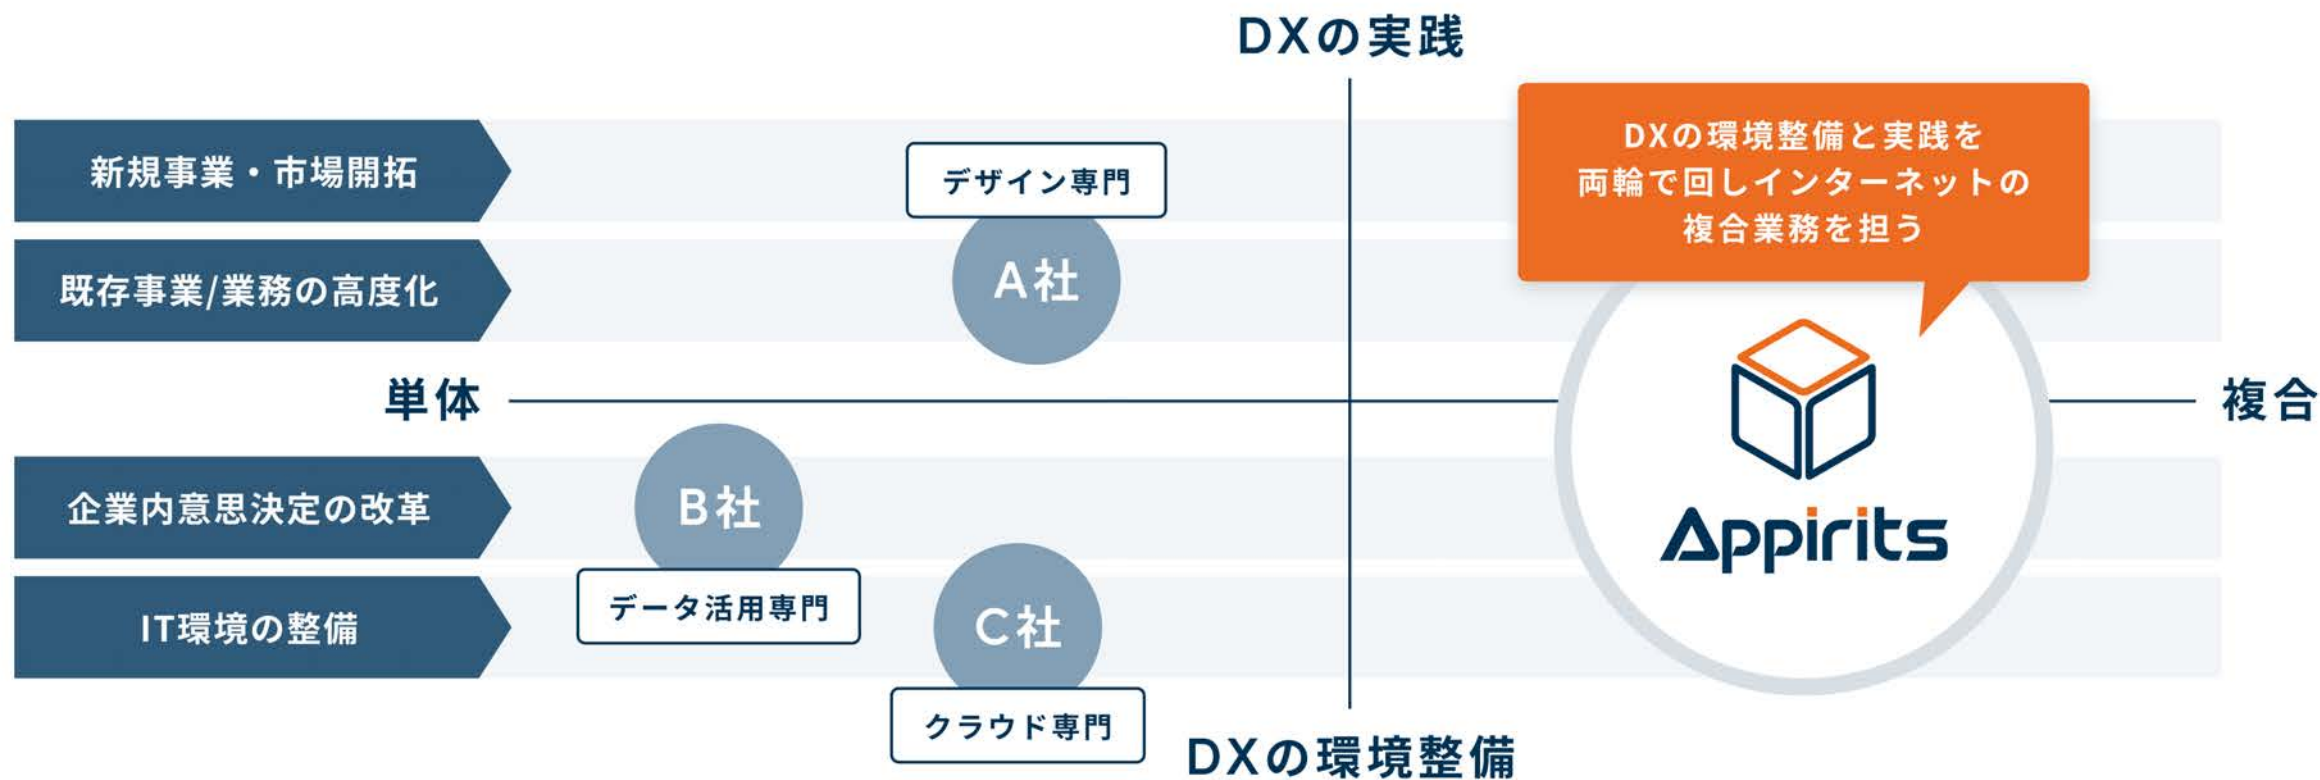 DXの実践
新規事業・市場開拓
デザイン専門
DXの環境整備と実践を
両輪で回しインターネットの
複合業務を担う
既存事業/業務の高度化
A社
単体
複合
企業内意思決定の改革
B社
データ活用専門
Appirits
IT環境の整備
C社
クラウド専門
DXの環境整備